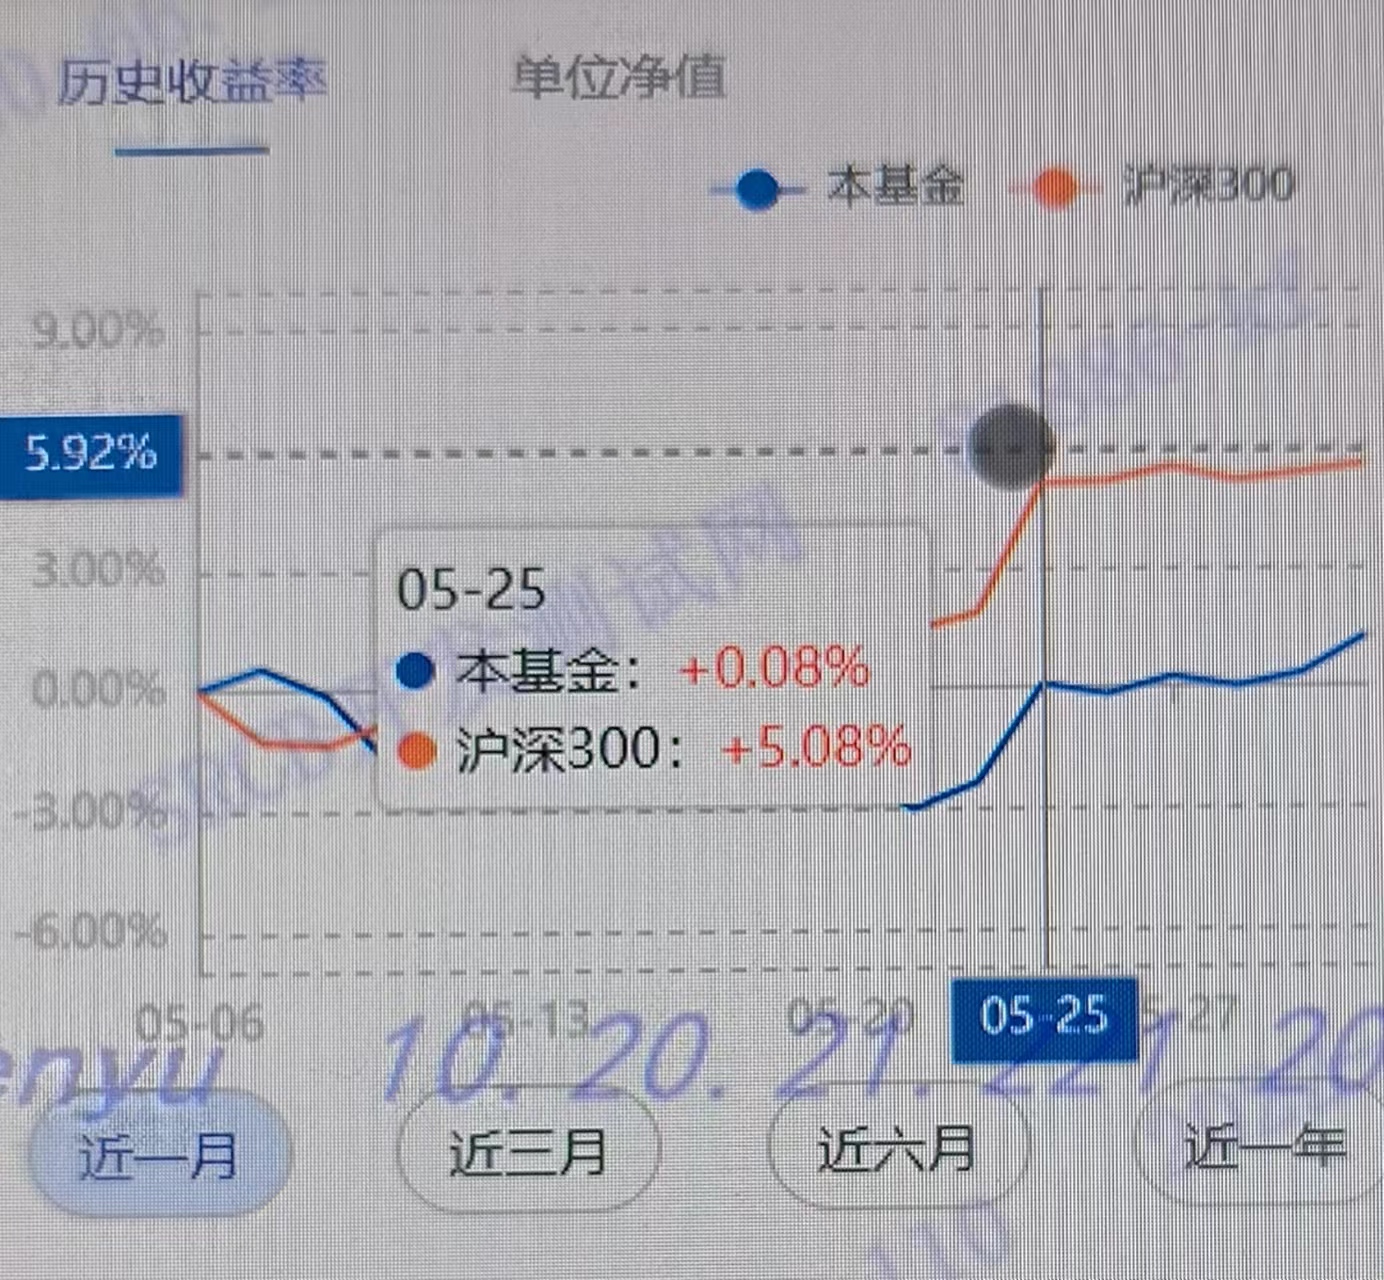 历史收益率 单位净值
本基金 沪深300
9.00%
5.92%
3.00%
05-25
本基金： +0.08%
沪深300： +5.08%
0.00%
-3.00%
-6.00%
05-06 05-13 05-20 05-25 27
enyu 10. 20. 21. 221 20
近一月 近三月 近六月 近一年